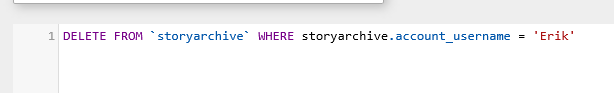 1 DELETE FROM `storyarchive` WHERE storyarchive.account_username = 'Erik'